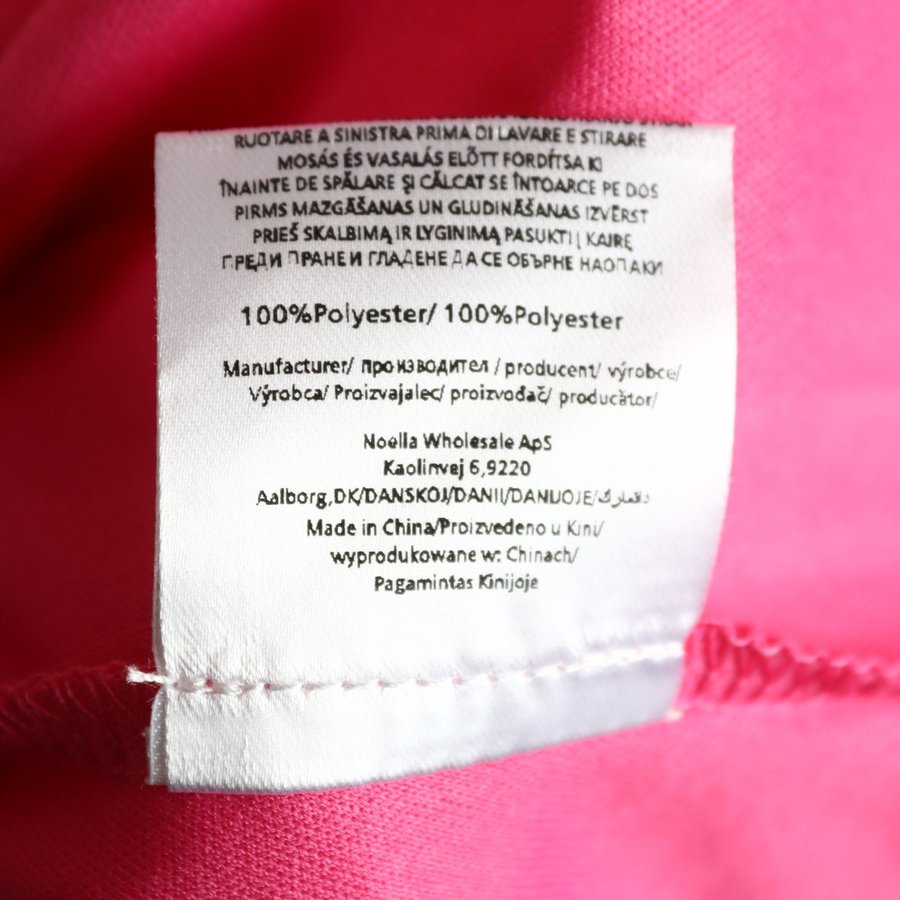 RUOTARE A SINISTRA PRIMA DI LAVARE E STIRARE
MOSÁS ÉS VASALÁS ELŐTT FORDÍTSA KI
ÎNAINTE DE SPĂLARE ŞI CĂLCAT SE ÎNTOARCE PE DOS
PIRMS MAZGĀŠANAS UN GLUDINĀŠANAS IZVĒRST
PRIEŠ SKALBIMĄ IR LYGINIMĄ PASUKTI Į KAIRĘ
ПРЕДИ ПРАНЕ И ГЛАДЕНЕ ДА СЕ ОБЪРНЕ НАОПАКИ
100%Polyester/ 100%Polyester
Manufacturer/ производител / producent/ výrobce/
Výrobca/ Proizvajalec/ proizvođač/ producător/
Noella Wholesale ApS
Kaolinvej 6,9220
Aalborg,DK/DANSKO/DANII/DANUOJE/دانمارك
Made in China/Proizvedeno u Kini/
wyprodukowane w: Chinach/
Pagamintas Kinijoje